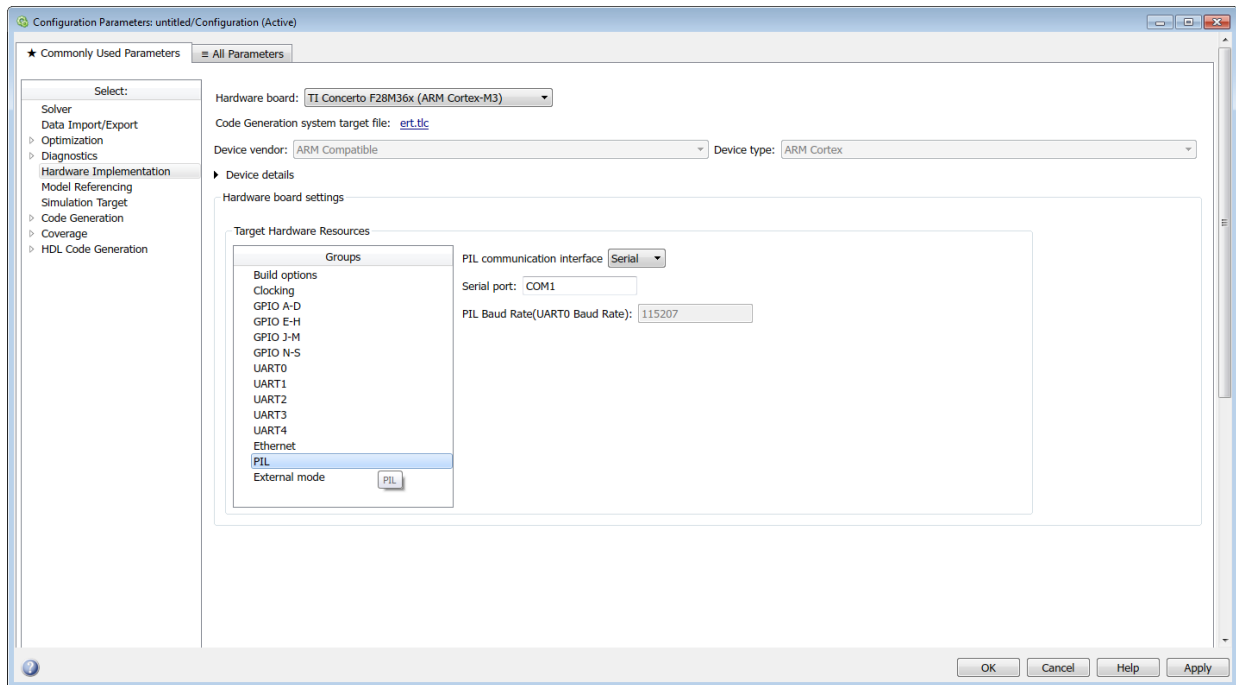 Configuration Parameters: untitled/Configuration (Active)
★ Commonly Used Parameters
≡ All Parameters
Select:
Solver
Data Import/Export
Optimization
Diagnostics
Hardware Implementation
Model Referencing
Simulation Target
Code Generation
Coverage
HDL Code Generation
Hardware board: TI Concerto F28M36x (ARM Cortex-M3)
Code Generation system target file: ert.tlc
Device vendor: ARM Compatible Device type: ARM Cortex
Device details
Hardware board settings
Target Hardware Resources
Groups
Build options
Clocking
GPIO A-D
GPIO E-H
GPIO J-M
GPIO N-S
UART0
UART1
UART2
UART3
UART4
Ethernet
PIL
External mode
PIL
PIL communication interface Serial
Serial port: COM1
PIL Baud Rate(UART0 Baud Rate): 115207
OK Cancel Help Apply